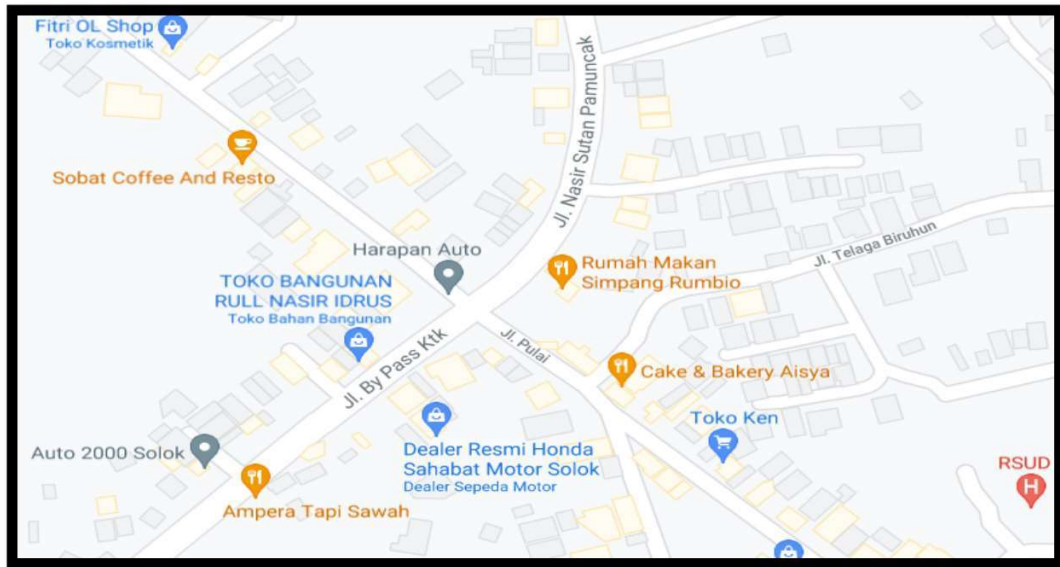 Fitri OL Shop
Toko Kosmetik
Jl. Nasir Sutan Pamuncak
Sobat Coffee And Resto
Jl. Telaga Biruhun
Harapan Auto
Rumah Makan
Simpang Rumbio
TOKO BANGUNAN
RULL NASIR IDRUS
Toko Bahan Bangunan
Jl. By Pass Ktk
Jl. Pulai
Cake & Bakery Aisya
Toko Ken
Auto 2000 Solok
Dealer Resmi Honda
Sahabat Motor Solok
Dealer Sepeda Motor
RSUD
H
Ampera Tapi Sawah